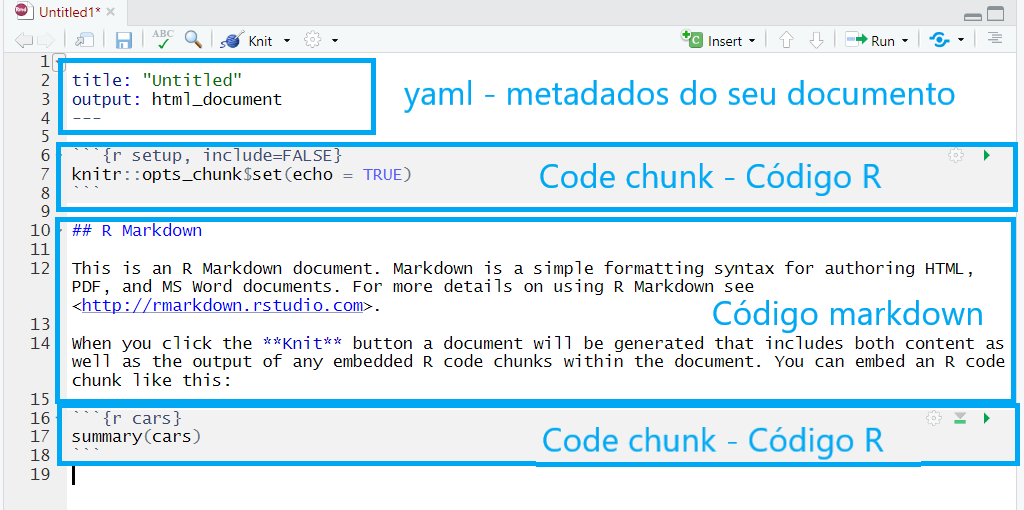 Untitled1*
Knit Insert Run
1
2 title: "Untitled"
3 output: html_document
4 ---
yaml - metadados do seu documento
5
6 ```{r setup, include=FALSE}
7 knitr::opts_chunk$set(echo = TRUE)
8 ```
Code chunk - Código R
9
10 ## R Markdown
11
12 This is an R Markdown document. Markdown is a simple formatting syntax for authoring HTML,
PDF, and MS Word documents. For more details on using R Markdown see
<http://rmarkdown.rstudio.com>.
Código markdown
13
14 When you click the **Knit** button a document will be generated that includes both content as
well as the output of any embedded R code chunks within the document. You can embed an R code
chunk like this:
15
16 ```{r cars}
17 summary(cars)
18 ```
Code chunk - Código R
19